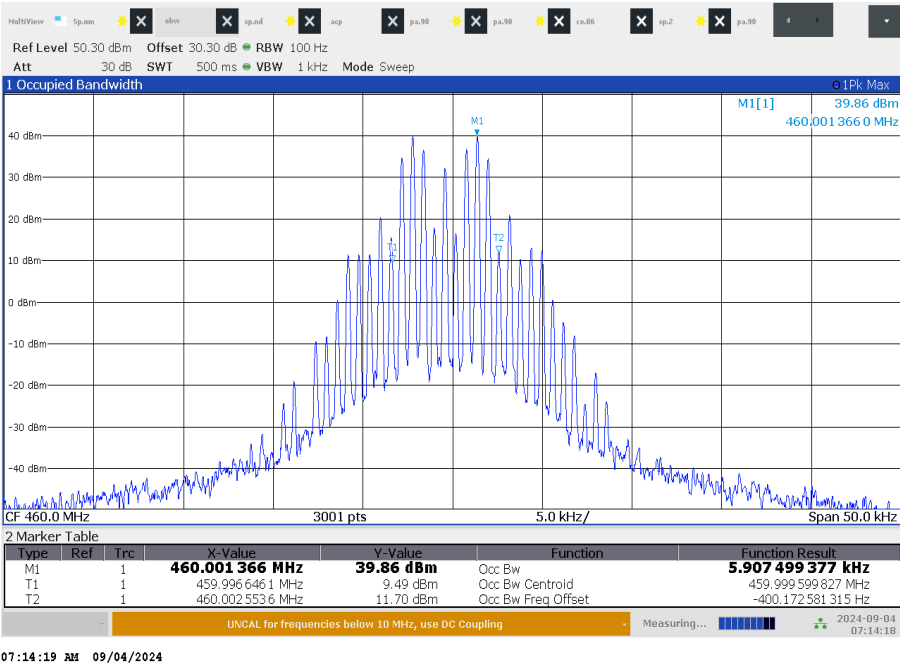 MultiView Sp.um obw sp.nd acp pa.90 pa.90 co.06 sp.2 pa.90
Ref Level 50.30 dBm Offset 30.30 dB RBW 100 Hz
Att 30 dB SWT 500 ms VBW 1 kHz Mode Sweep
1 Occupied Bandwidth 1Pk Max
M1[1] 39.86 dBm
460.001 366 0 MHz
M1
40 dBm
30 dBm
20 dBm
T1
T2
10 dBm
0 dBm
-10 dBm
-20 dBm
-30 dBm
-40 dBm
CF 460.0 MHz 3001 pts 5.0 kHz/ Span 50.0 kHz
2 Marker Table
Type Ref Trc X-Value Y-Value Function Function Result
M1 1 460.001 366 MHz 39.86 dBm Occ Bw 5.907 499 377 kHz
T1 1 459.996 646 1 MHz 9.49 dBm Occ Bw Centroid 459.999 599 827 MHz
T2 1 460.002 553 6 MHz 11.70 dBm Occ Bw Freq Offset -400.172 581 315 Hz
UNCAL for frequencies below 10 MHz, use DC Coupling
Measuring...
2024-09-04
07:14:18
07:14:19 AM 09/04/2024